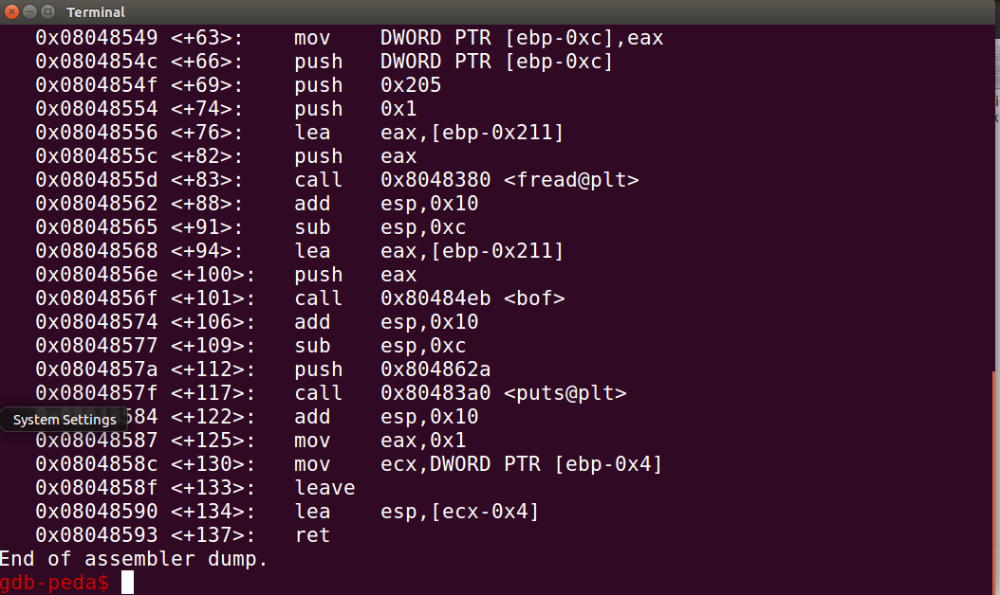 Terminal
0x08048549 <+63>: mov DWORD PTR [ebp-0xc],eax
0x0804854c <+66>: push DWORD PTR [ebp-0xc]
0x0804854f <+69>: push 0x205
0x08048554 <+74>: push 0x1
0x08048556 <+76>: lea eax,[ebp-0x211]
0x0804855c <+82>: push eax
0x0804855d <+83>: call 0x8048380 <fread@plt>
0x08048562 <+88>: add esp,0x10
0x08048565 <+91>: sub esp,0xc
0x08048568 <+94>: lea eax,[ebp-0x211]
0x0804856e <+100>: push eax
0x0804856f <+101>: call 0x80484eb <bof>
0x08048574 <+106>: add esp,0x10
0x08048577 <+109>: sub esp,0xc
0x0804857a <+112>: push 0x804862a
0x0804857f <+117>: call 0x80483a0 <puts@plt>
System Settings 584 <+122>: add esp,0x10
0x08048587 <+125>: mov eax,0x1
0x0804858c <+130>: mov ecx,DWORD PTR [ebp-0x4]
0x0804858f <+133>: leave
0x08048590 <+134>: lea esp,[ecx-0x4]
0x08048593 <+137>: ret
End of assembler dump.
gdb-peda$